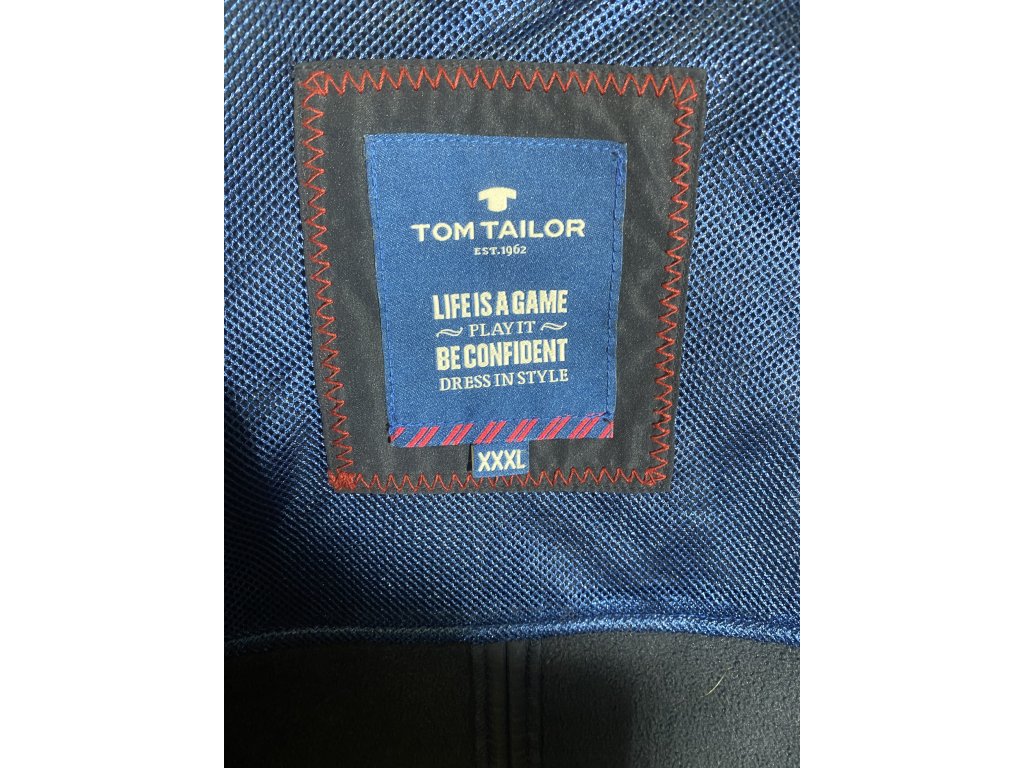 TOM TAILOR
EST.1962
LIFE IS A GAME
~ PLAY IT ~
BE CONFIDENT
DRESS IN STYLE
XXXL